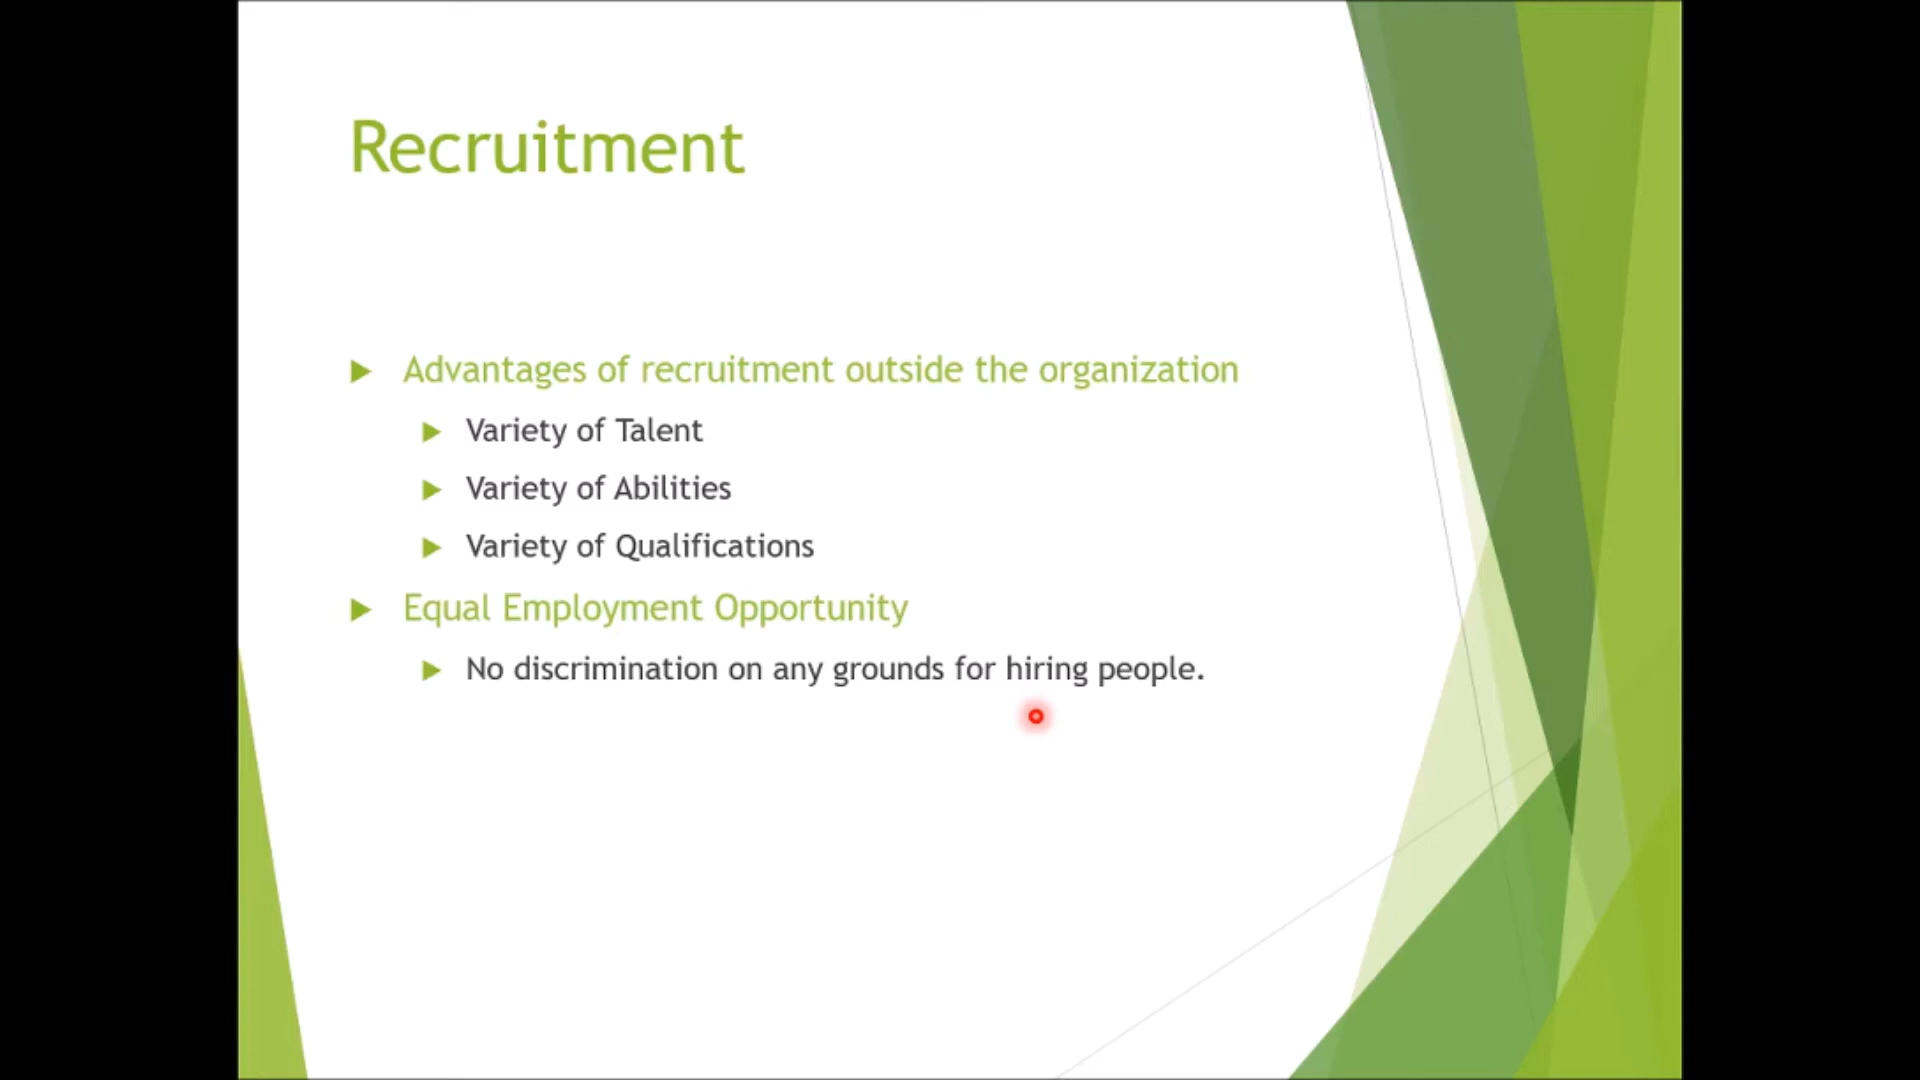 Recruitment
Advantages of recruitment outside the organization
Variety of Talent
Variety of Abilities
Variety of Qualifications
Equal Employment Opportunity
No discrimination on any grounds for hiring people.